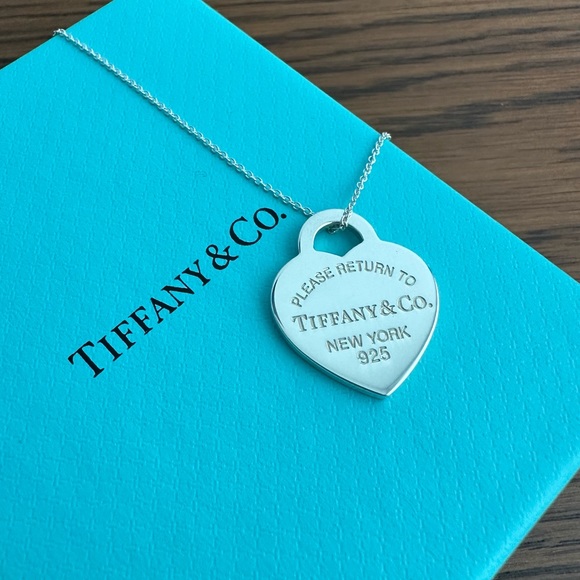 TIFFANY & CO.
PLEASE RETURN TO
TIFFANY & CO.
NEW YORK
925